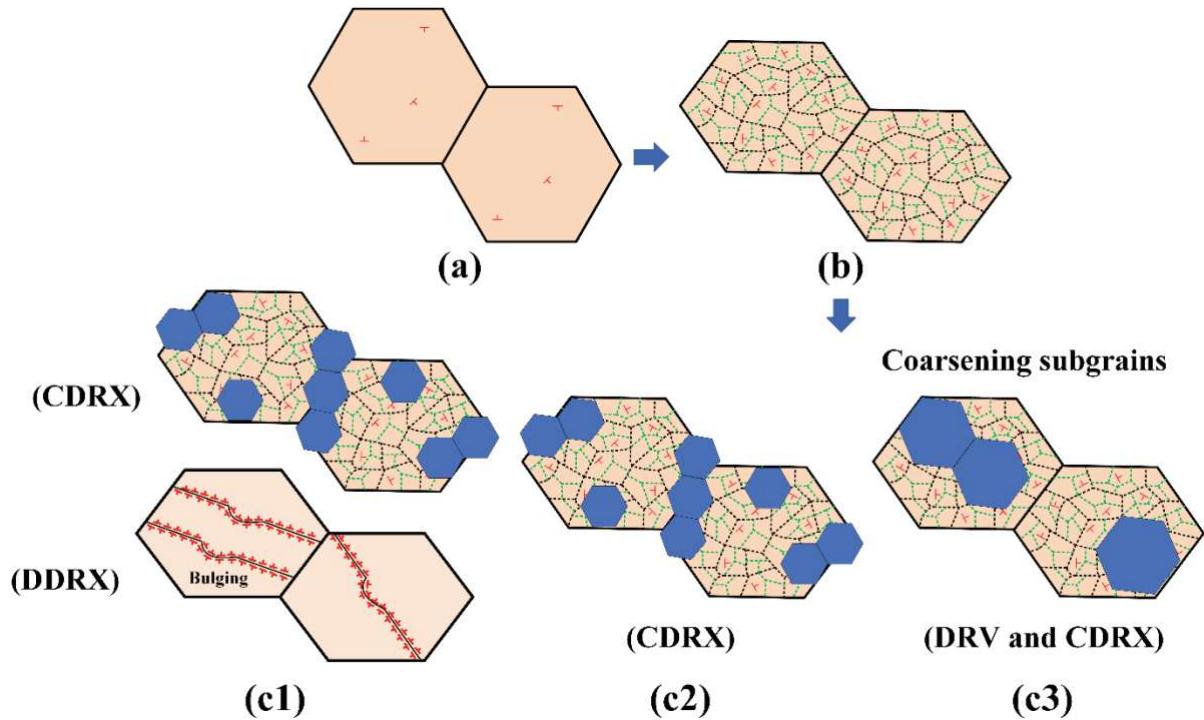 (a)
(b)
(CDRX)
(DDRX)
Bulging
(c1)
(CDRX)
(c2)
Coarsening subgrains
(DRV and CDRX)
(c3)